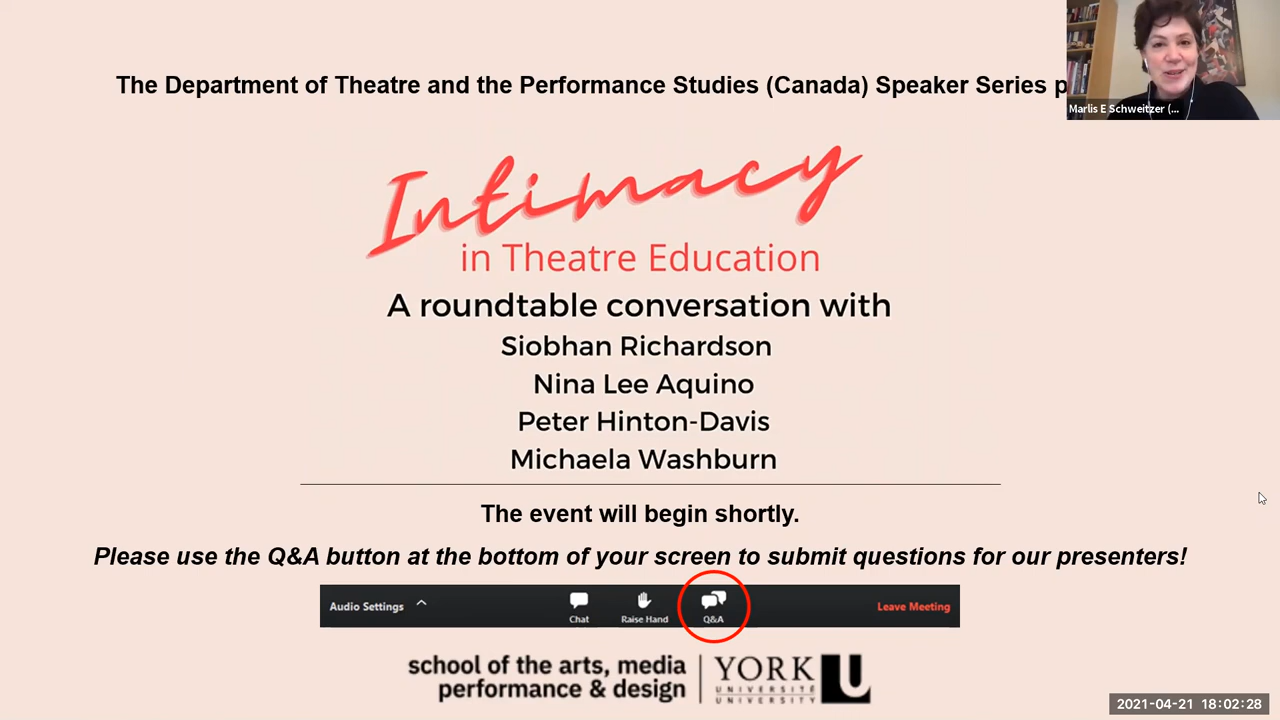 The Department of Theatre and the Performance Studies (Canada) Speaker Series p
Marlis E Schweitzer (...
Intimacy
in Theatre Education
A roundtable conversation with
Siobhan Richardson
Nina Lee Aquino
Peter Hinton-Davis
Michaela Washburn
The event will begin shortly.
Please use the Q&A button at the bottom of your screen to submit questions for our presenters!
Audio Settings
Chat
Raise Hand
Q&A
Leave Meeting
school of the arts, media
performance & design
YORK
UNIVERSITÉ
UNIVERSITY
U
2021-04-21 18:02:28